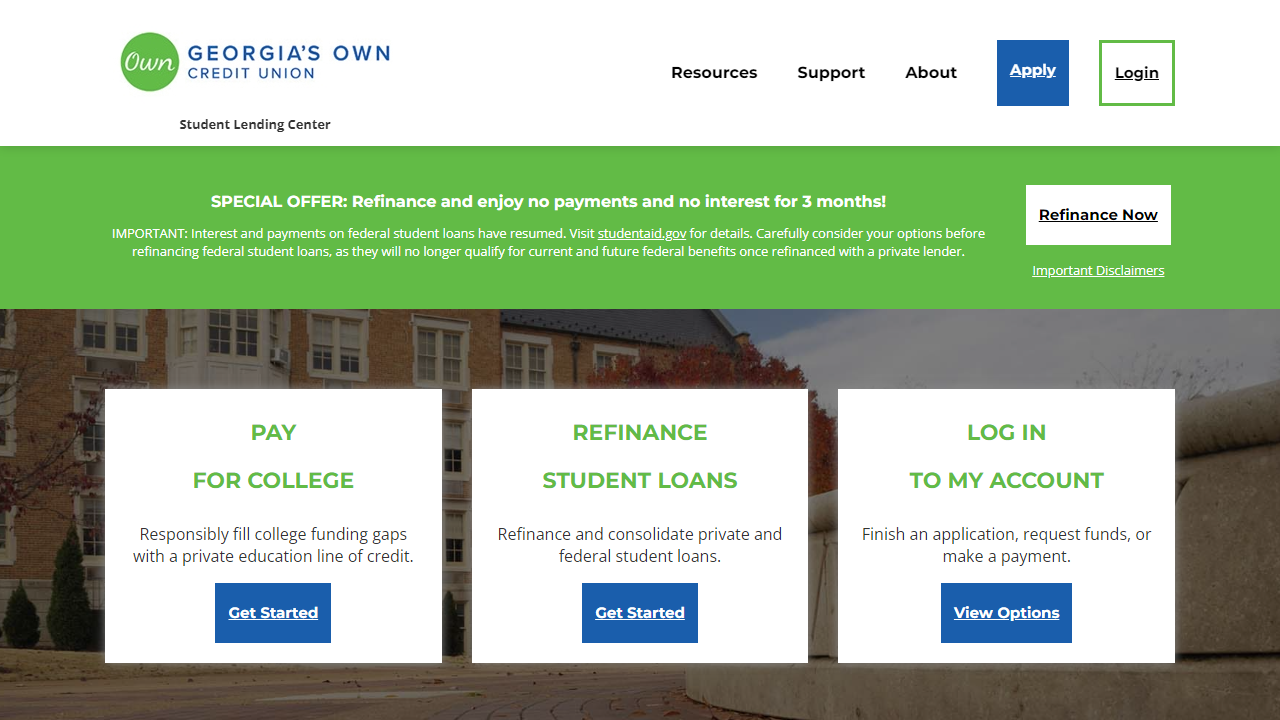 Own
GEORGIA'S OWN
CREDIT UNION
Student Lending Center
Resources
Support
About
Apply
Login
SPECIAL OFFER: Refinance and enjoy no payments and no interest for 3 months!
IMPORTANT: Interest and payments on federal student loans have resumed. Visit studentaid.gov for details. Carefully consider your options before
refinancing federal student loans, as they will no longer qualify for current and future federal benefits once refinanced with a private lender.
Refinance Now
Important Disclaimers
PAY
FOR COLLEGE
Responsibly fill college funding gaps
with a private education line of credit.
Get Started
REFINANCE
STUDENT LOANS
Refinance and consolidate private and
federal student loans.
Get Started
LOG IN
TO MY ACCOUNT
Finish an application, request funds, or
make a payment.
View Options